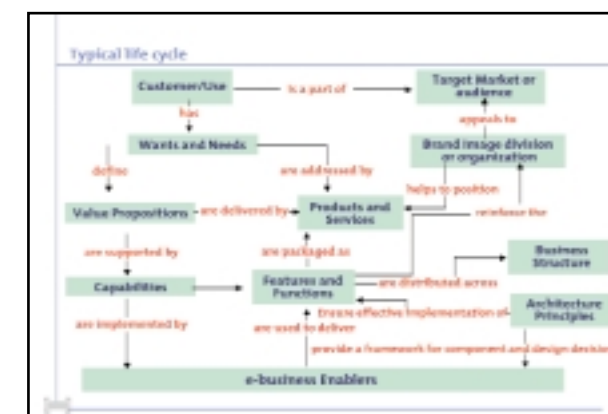 Typical life cycle
Customer/Use
is a part of
Target Market or
audience
has
appeals to
Wants and Needs
Brand image division
or organization
define
are addressed by
helps to position
Value Propositions
are delivered by
Products and
Services
reinforce the
are supported by
are packaged as
Business
Structure
Capabilities
Features and
Functions
are distributed across
Ensure effective implementation of
Architecture
Principles
are implemented by
are used to deliver
provide a framework for component and design decision
e-business Enablers